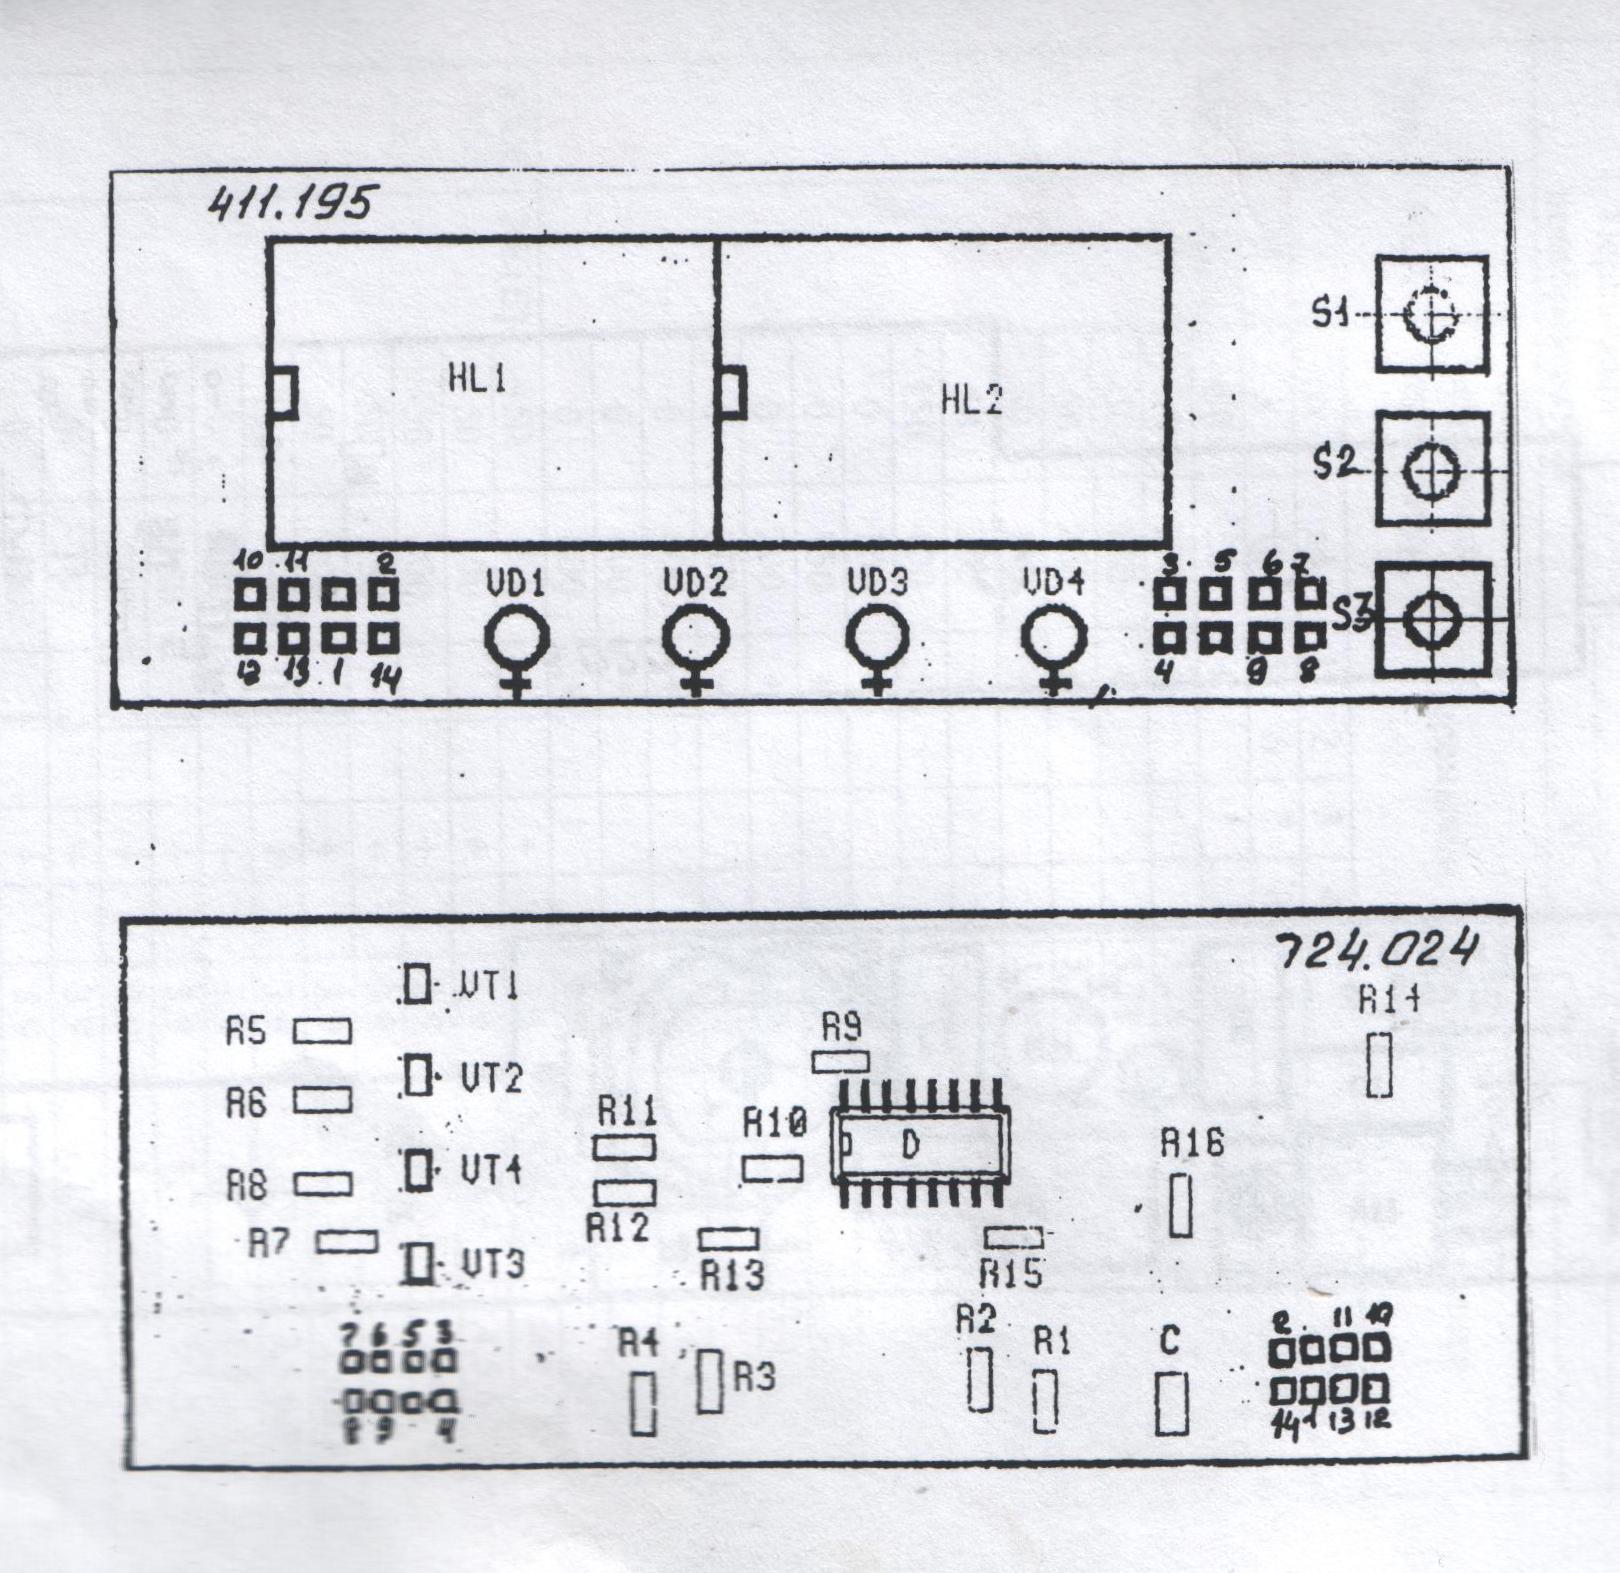 411.195
S1
HL1
HL2
S2
10 11 2
VD1 VD2 VD3 VD4
3 5 6 7
S3
12 13 1 14
4 9 8
724.024
VT1
R14
R5
R9
VT2
R6
R11
R10
D
R16
VT4
R8
R12
R7
VT3
R13
R15
7 6 5 3
R4
R3
R2
R1
C
2 11 10
8 9 4
14 1 13 12